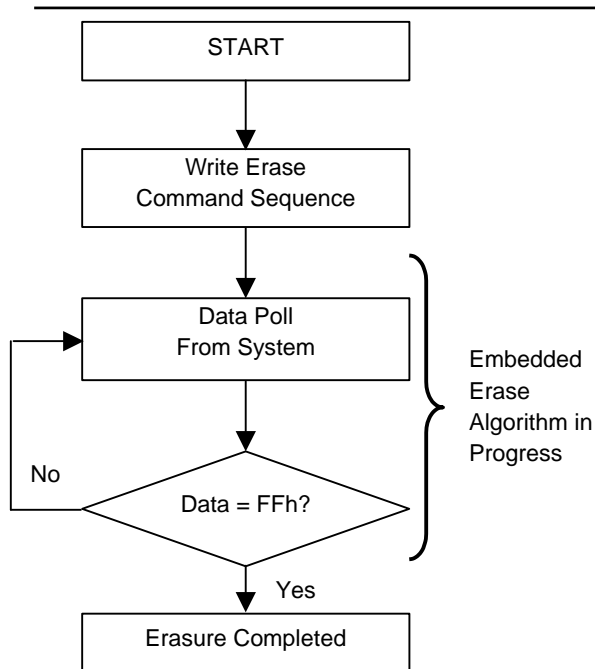 START
Write Erase
Command Sequence
Data Poll
From System
Embedded
Erase
Algorithm in
Progress
No
Data = FFh?
Yes
Erasure Completed